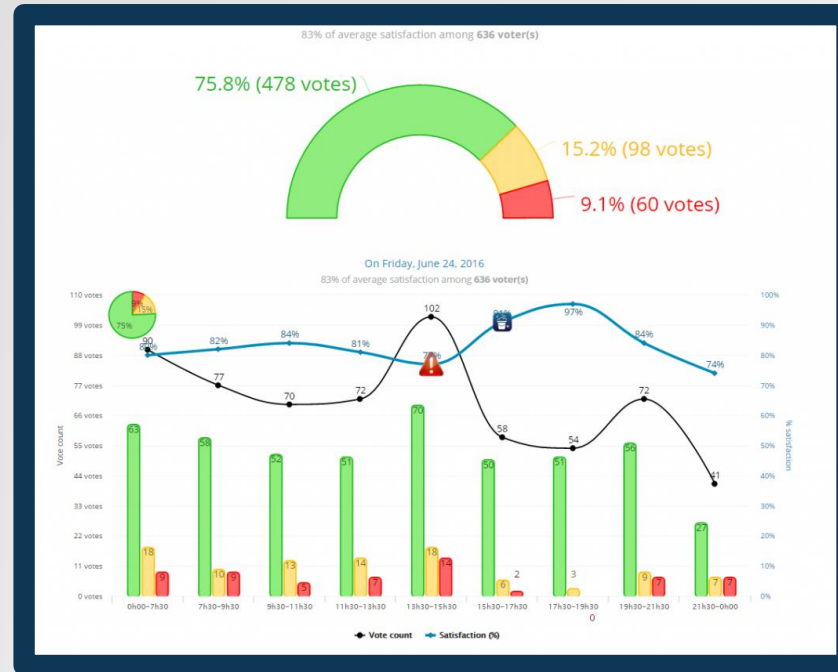 83% of average satisfaction among 636 voter(s)
75.8% (478 votes)
15.2% (98 votes)
9.1% (60 votes)
On Friday, June 24, 2016
83% of average satisfaction among 636 voter(s)
110 votes
100%
99 votes
90%
88 votes
80%
77 votes
70%
66 votes
60%
55 votes
50%
44 votes
40%
33 votes
30%
22 votes
20%
11 votes
10%
0 votes
0%
Vote count
% satisfaction
9%
15%
75%
90
77
70
72
102
58
54
72
41
82%
84%
81%
97%
84%
74%
63
18
9
58
10
9
52
13
5
51
14
7
70
18
14
50
6
2
51
3
0
56
9
7
27
7
7
0h00-7h30
7h30-9h30
9h30-11h30
11h30-13h30
13h30-15h30
15h30-17h30
17h30-19h30
19h30-21h30
21h30-0h00
Vote count
Satisfaction (%)